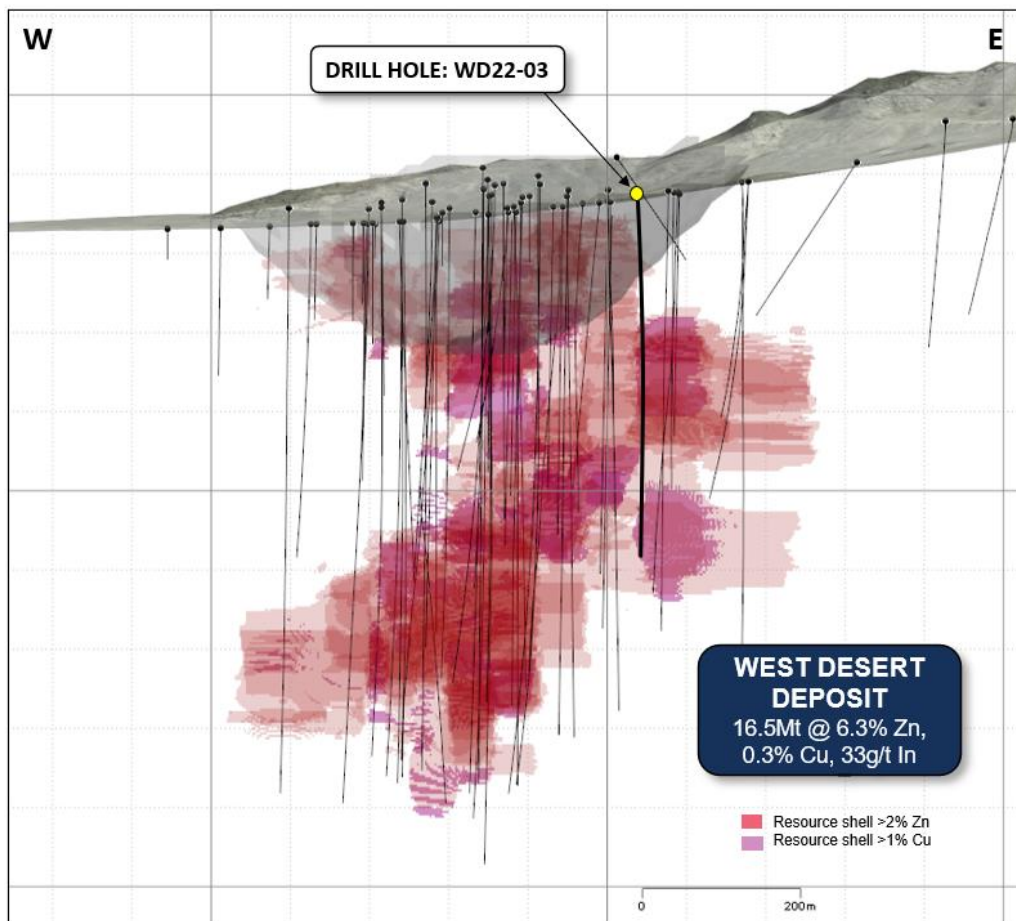 W
E
DRILL HOLE: WD22-03
WEST DESERT
DEPOSIT
16.5Mt @ 6.3% Zn,
0.3% Cu, 33g/t In
Resource shell >2% Zn
Resource shell >1% Cu
0
200m